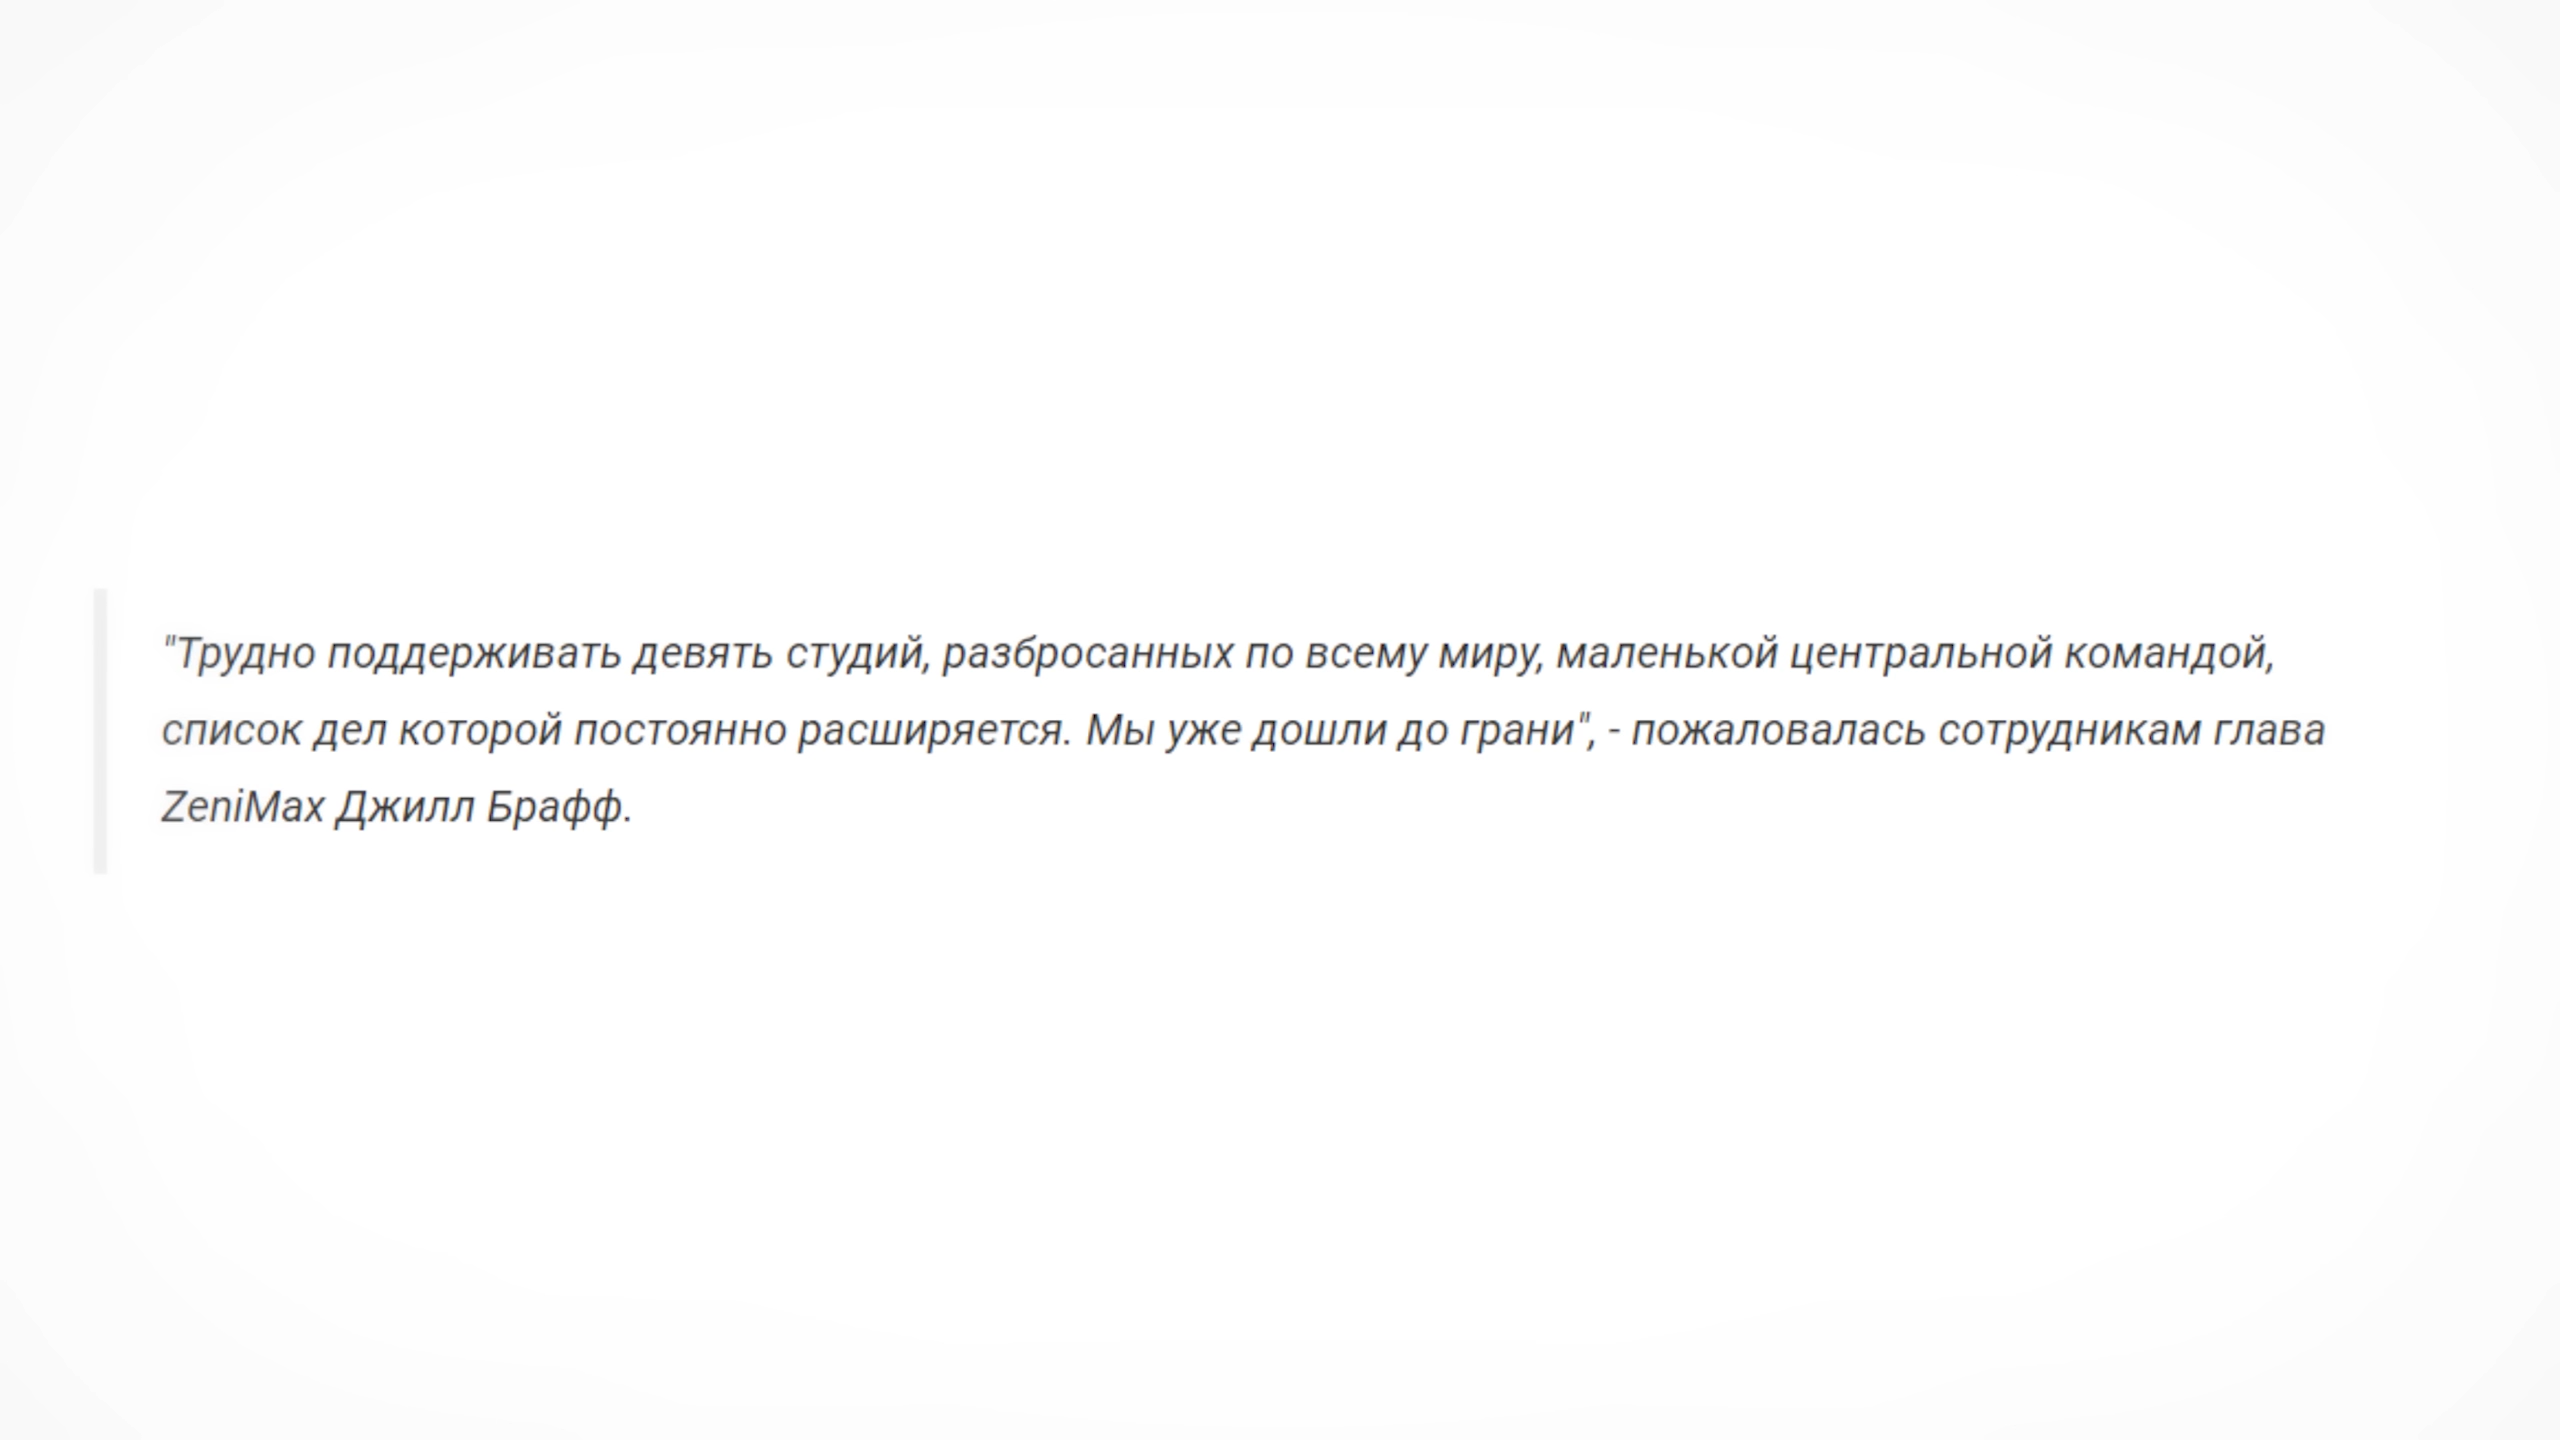 "Трудно поддерживать девять студий, разбросанных по всему миру, маленькой центральной командой,
список дел которой постоянно расширяется. Мы уже дошли до грани", - пожаловалась сотрудникам глава
ZeniMax Джилл Брафф.